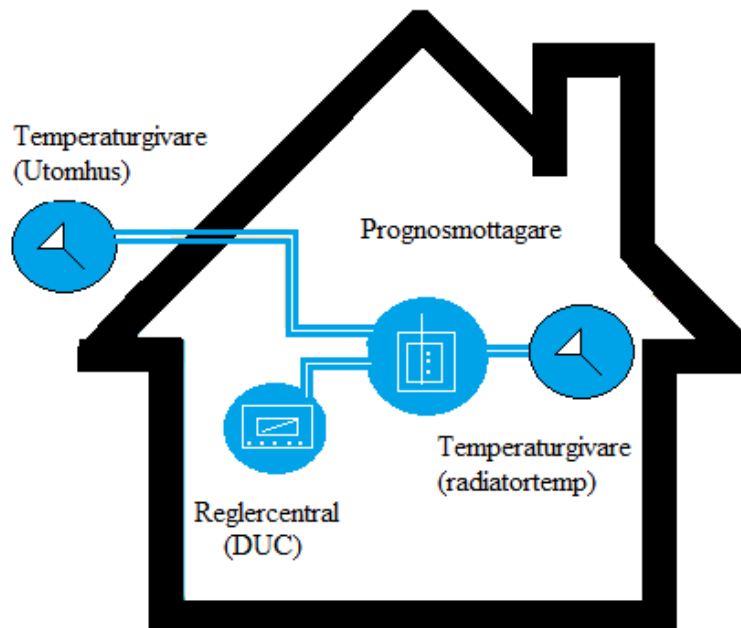 Temperaturgivare
(Utomhus)
Prognosmottagare
Temperaturgivare
(radiatortemp)
Reglercentral
(DUC)